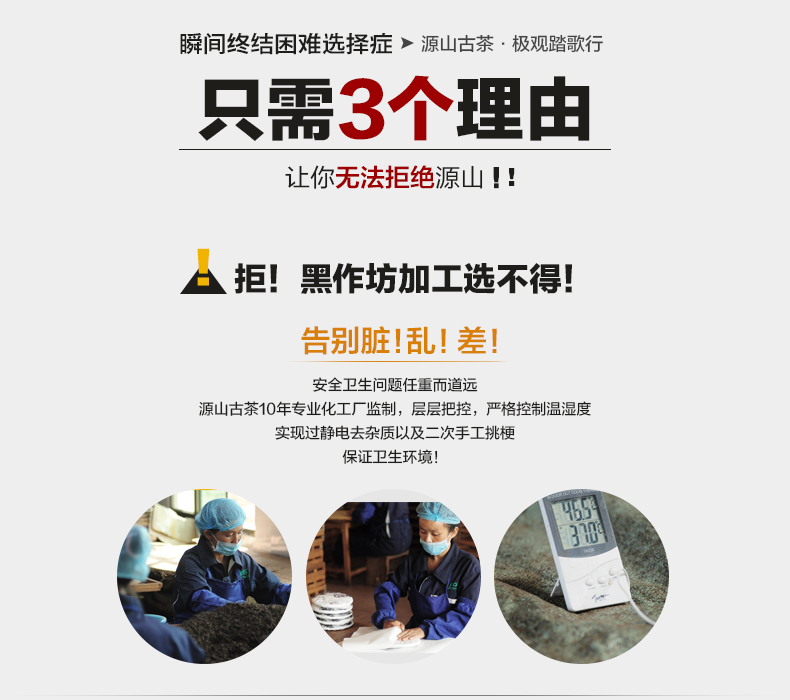 瞬间终结困难选择症 ➤ 源山古茶 · 极观踏歌行
只需3个理由
让你无法拒绝源山!!
拒!黑作坊加工选不得!
告别脏!乱!差!
安全卫生问题任重而道远
源山古茶10年专业化工厂监制，层层把控，严格控制温湿度
实现过静电去杂质以及二次手工挑梗
保证卫生环境!
46.5
37.0